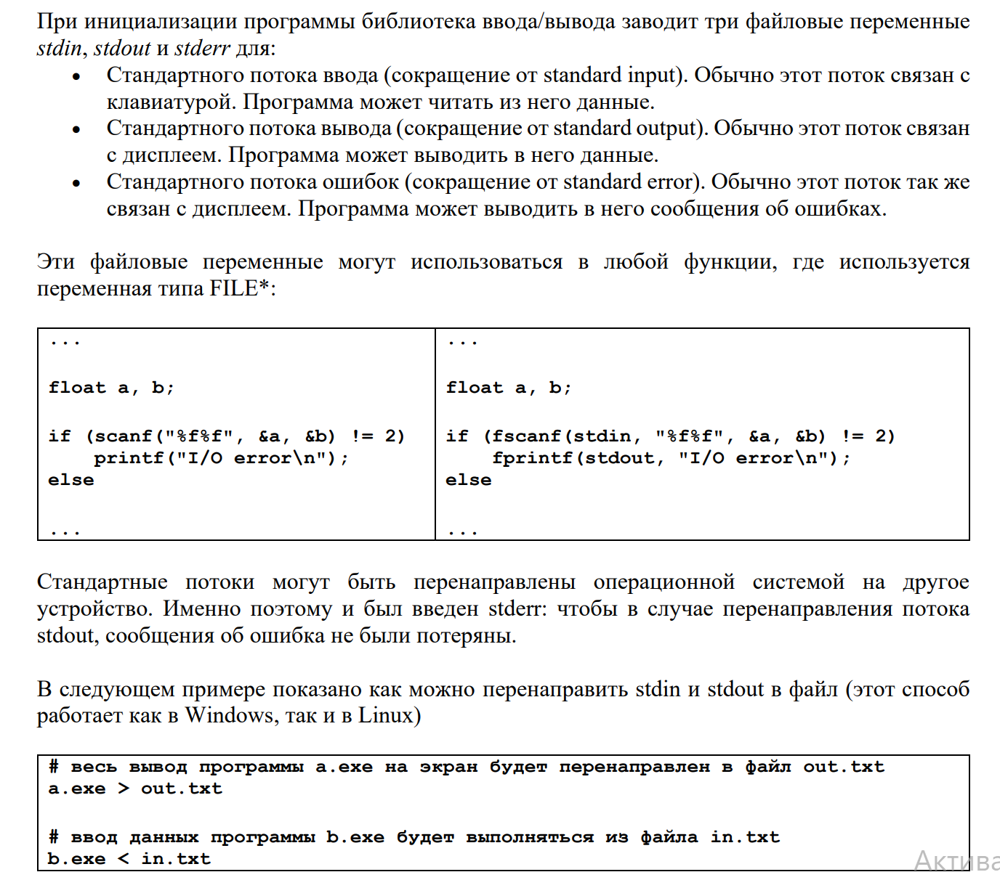 При инициализации программы библиотека ввода/вывода заводит три файловые переменные
stdin, stdout и stderr для:
• Стандартного потока ввода (сокращение от standard input). Обычно этот поток связан с
клавиатурой. Программа может читать из него данные.
• Стандартного потока вывода (сокращение от standard output). Обычно этот поток связан
с дисплеем. Программа может выводить в него данные.
• Стандартного потока ошибок (сокращение от standard error). Обычно этот поток так же
связан с дисплеем. Программа может выводить в него сообщения об ошибках.
Эти файловые переменные могут использоваться в любой функции, где используется
переменная типа FILE*:
...
float a, b;
if (scanf("%f%f", &a, &b) != 2)
    printf("I/O error\n");
else
...
...
float a, b;
if (fscanf(stdin, "%f%f", &a, &b) != 2)
    fprintf(stdout, "I/O error\n");
else
...
Стандартные потоки могут быть перенаправлены операционной системой на другое
устройство. Именно поэтому и был введен stderr: чтобы в случае перенаправления потока
stdout, сообщения об ошибка не были потеряны.
В следующем примере показано как можно перенаправить stdin и stdout в файл (этот способ
работает как в Windows, так и в Linux)
# весь вывод программы a.exe на экран будет перенаправлен в файл out.txt
a.exe > out.txt
# ввод данных программы b.exe будет выполняться из файла in.txt
b.exe < in.txt
Актива